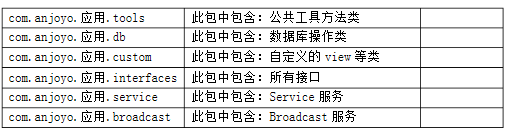 com.anjoyo.应用.tools 此包中包含：公共工具方法类
com.anjoyo.应用.db 此包中包含：数据库操作类
com.anjoyo.应用.custom 此包中包含：自定义的 view 等类
com.anjoyo.应用.interfaces 此包中包含：所有接口
com.anjoyo.应用.service 此包中包含：Service 服务
com.anjoyo.应用.broadcast 此包中包含：Broadcast 服务